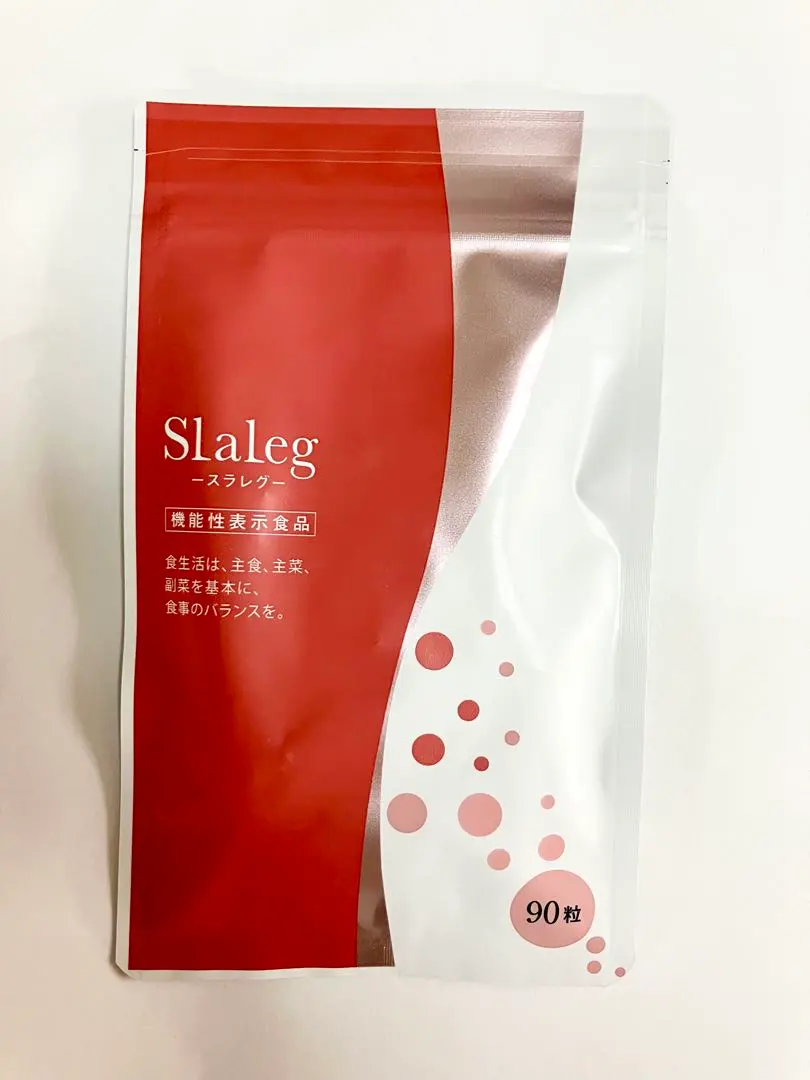 Slaleg
ースラレグー
機能性表示食品
食生活は、主食、主菜、
副菜を基本に、
食事のバランスを。
90粒